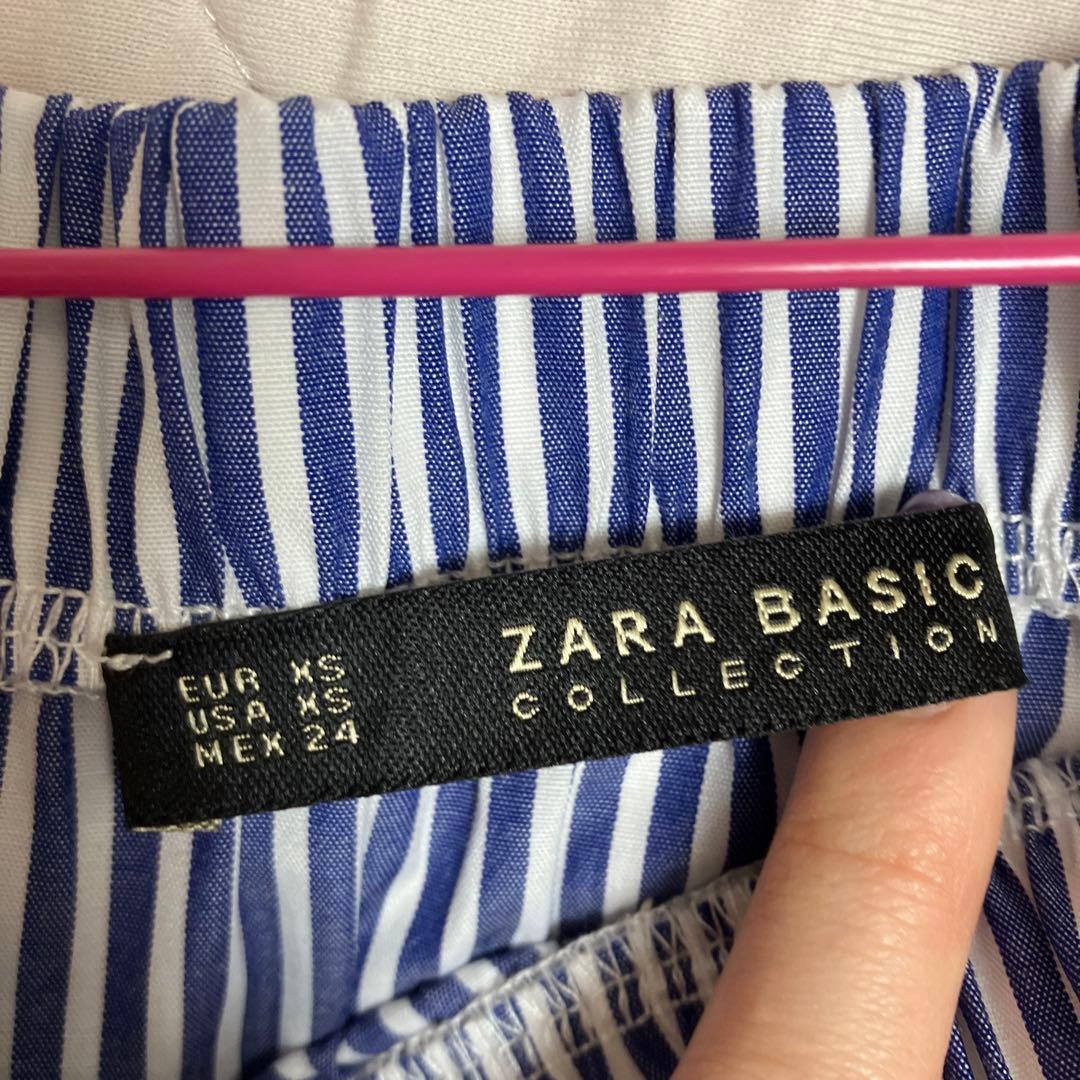 EUR XS
USA XS
MEX 24
ZARA BASIC
COLLECTION